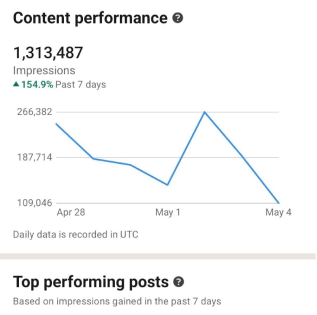 Content performance
1,313,487
Impressions
▲ 154.9% Past 7 days
266,382
187,714
109,046
Apr 28 May 1 May 4
Daily data is recorded in UTC
Top performing posts
Based on impressions gained in the past 7 days